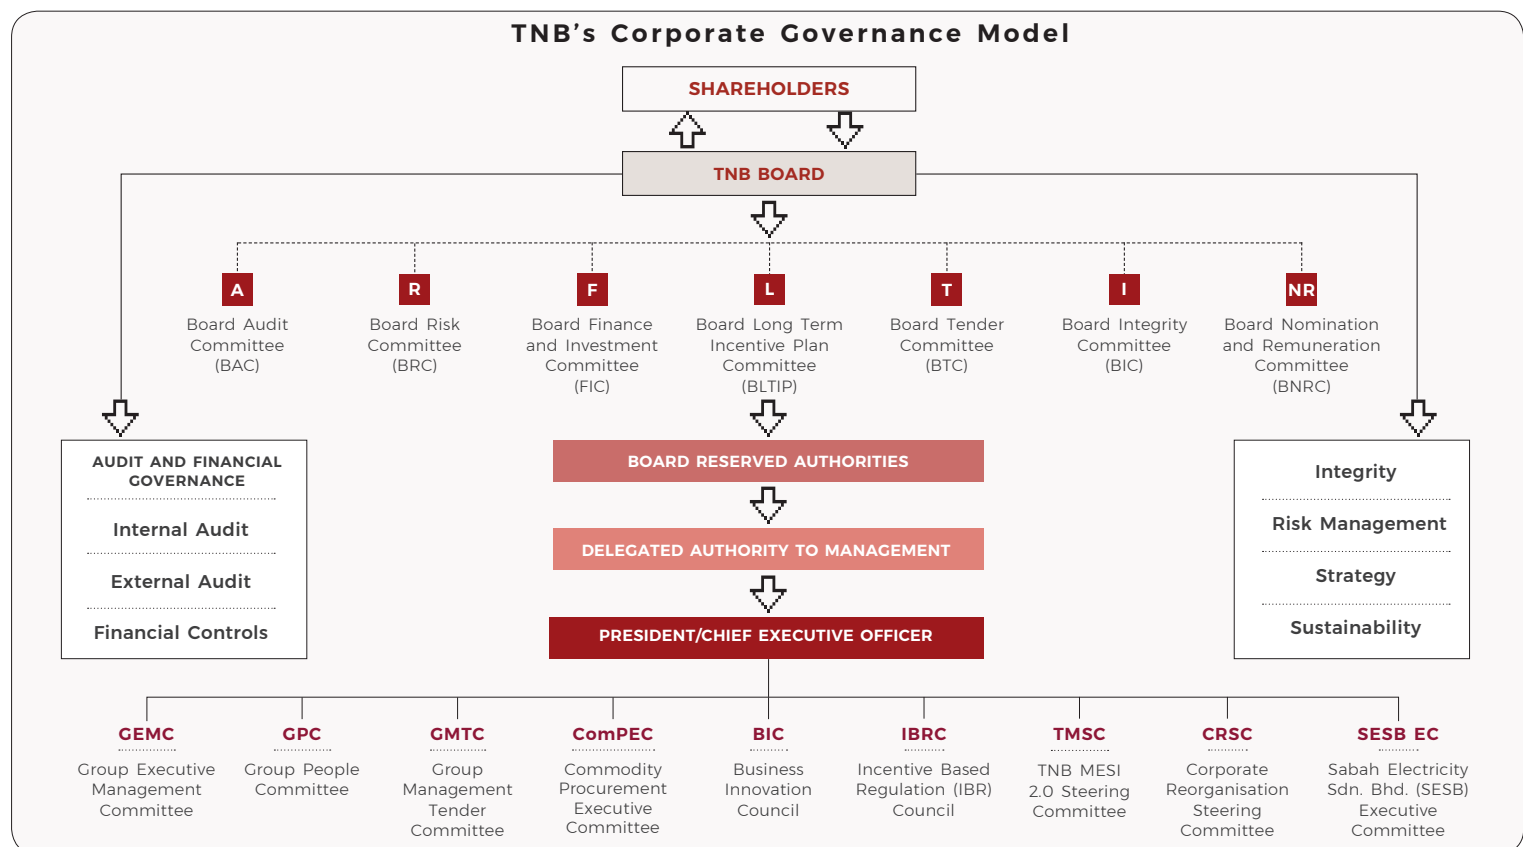 TNB's Corporate Governance Model
SHAREHOLDERS
TNB BOARD
A
Board Audit
Committee
(BAC)
R
Board Risk
Committee
(BRC)
F
Board Finance
and Investment
Committee
(FIC)
L
Board Long Term
Incentive Plan
Committee
(BLTIP)
T
Board Tender
Committee
(BTC)
I
Board Integrity
Committee
(BIC)
NR
Board Nomination
and Remuneration
Committee
(BNRC)
AUDIT AND FINANCIAL
GOVERNANCE
Internal Audit
External Audit
Financial Controls
BOARD RESERVED AUTHORITIES
DELEGATED AUTHORITY TO MANAGEMENT
PRESIDENT/CHIEF EXECUTIVE OFFICER
Integrity
Risk Management
Strategy
Sustainability
GEMC
Group Executive
Management
Committee
GPC
Group People
Committee
GMTC
Group
Management
Tender
Committee
ComPEC
Commodity
Procurement
Executive
Committee
BIC
Business
Innovation
Council
IBRC
Incentive Based
Regulation (IBR)
Council
TMSC
TNB MESI
2.0 Steering
Committee
CRSC
Corporate
Reorganisation
Steering
Committee
SESB EC
Sabah Electricity
Sdn. Bhd. (SESB)
Executive
Committee